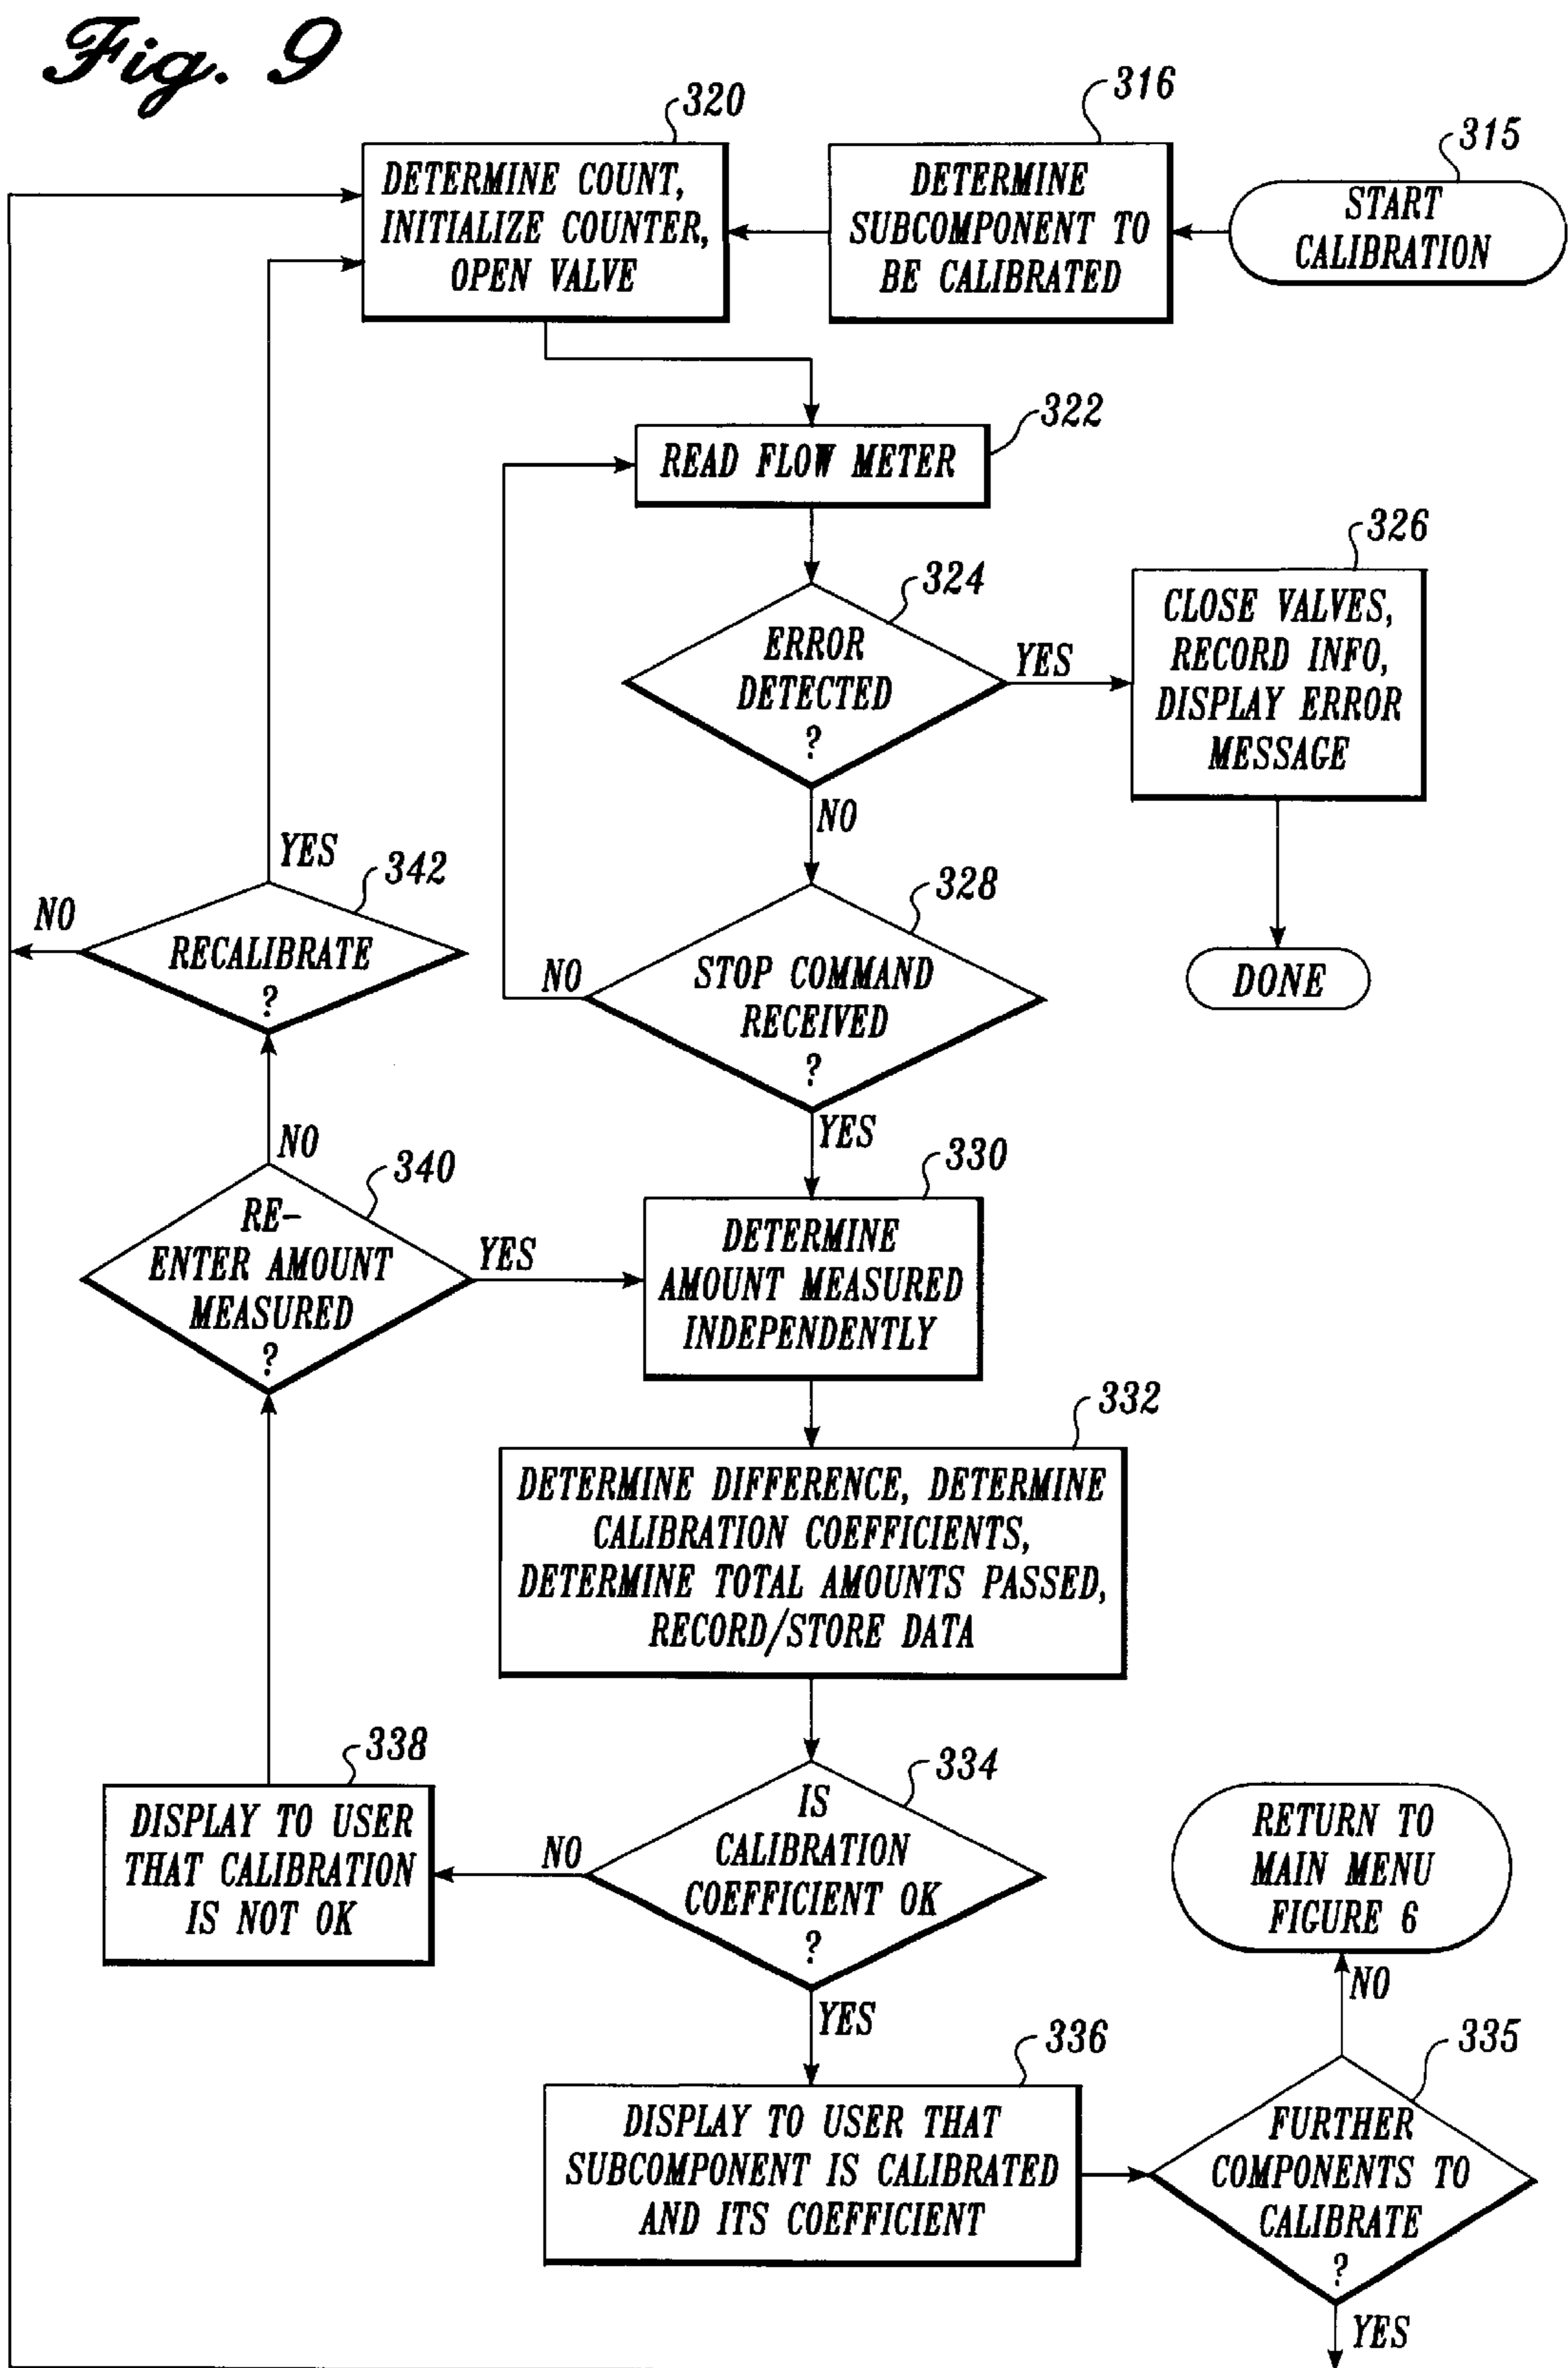 Fig. 9
320
DETERMINE COUNT,
INITIALIZE COUNTER,
OPEN VALVE
316
DETERMINE
SUBCOMPONENT TO
BE CALIBRATED
315
START
CALIBRATION
322
READ FLOW METER
324
ERROR
DETECTED
?
YES
NO
326
CLOSE VALVES,
RECORD INFO,
DISPLAY ERROR
MESSAGE
DONE
328
STOP COMMAND
RECEIVED
?
NO
YES
342
RECALIBRATE
?
YES
NO
340
RE-
ENTER AMOUNT
MEASURED
?
NO
YES
330
DETERMINE
AMOUNT MEASURED
INDEPENDENTLY
332
DETERMINE DIFFERENCE, DETERMINE
CALIBRATION COEFFICIENTS,
DETERMINE TOTAL AMOUNTS PASSED,
RECORD/STORE DATA
334
IS
CALIBRATION
COEFFICIENT OK
?
NO
YES
338
DISPLAY TO USER
THAT CALIBRATION
IS NOT OK
336
DISPLAY TO USER THAT
SUBCOMPONENT IS CALIBRATED
AND ITS COEFFICIENT
335
FURTHER
COMPONENTS TO
CALIBRATE
?
NO
YES
RETURN TO
MAIN MENU
FIGURE 6